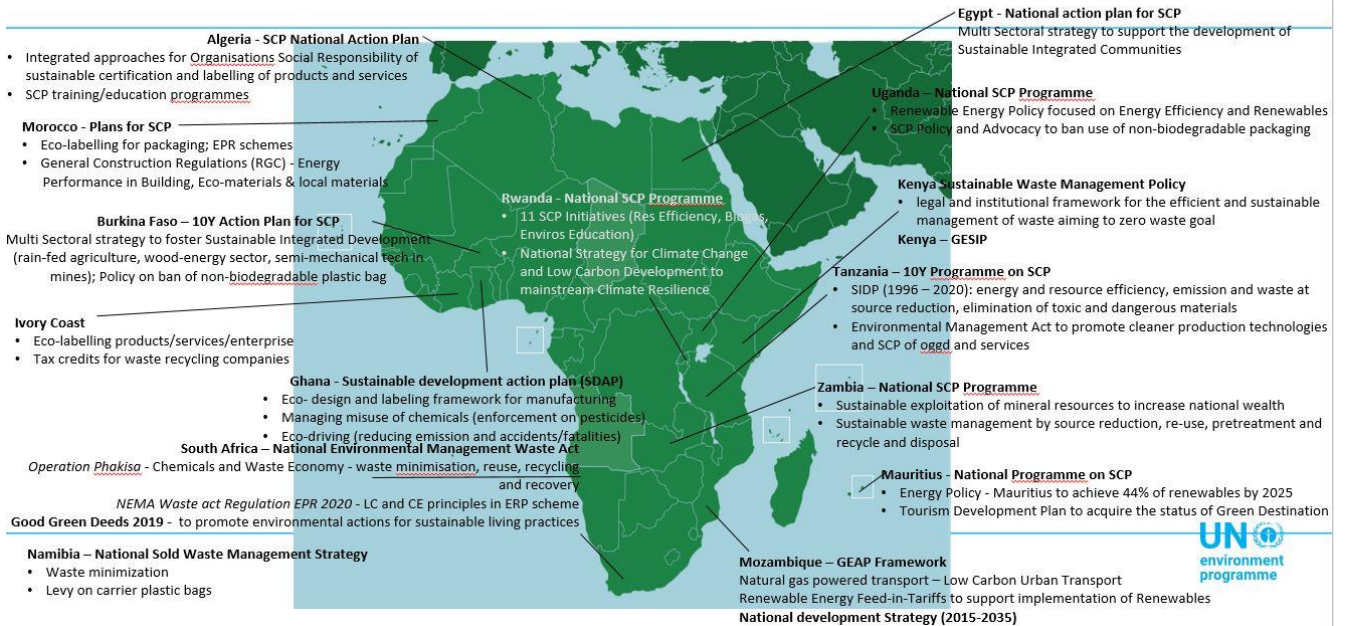 Egypt - National action plan for SCP
Multi Sectoral strategy to support the development of
Sustainable Integrated Communities
Algeria - SCP National Action Plan
• Integrated approaches for Organisations Social Responsibility of
sustainable certification and labelling of products and services
• SCP training/education programmes
Uganda – National SCP Programme
• Renewable Energy Policy focused on Energy Efficiency and Renewables
• SCP Policy and Advocacy to ban use of non-biodegradable packaging
Morocco - Plans for SCP
• Eco-labelling for packaging; EPR schemes
• General Construction Regulations (RGC) - Energy
Performance in Building, Eco-materials & local materials
Kenya Sustainable Waste Management Policy
• legal and institutional framework for the efficient and sustainable
management of waste aiming to zero waste goal
Kenya – GESIP
Rwanda - National SCP Programme
• 11 SCP Initiatives (Res Efficiency, Biogas,
Enviros Education)
• National Strategy for Climate Change
and Low Carbon Development to
mainstream Climate Resilience
Burkina Faso – 10Y Action Plan for SCP
Multi Sectoral strategy to foster Sustainable Integrated Development
(rain-fed agriculture, wood-energy sector, semi-mechanical tech in
mines); Policy on ban of non-biodegradable plastic bag
Tanzania – 10Y Programme on SCP
• SIDP (1996 – 2020): energy and resource efficiency, emission and waste at
source reduction, elimination of toxic and dangerous materials
• Environmental Management Act to promote cleaner production technologies
and SCP of oggd and services
Ivory Coast
• Eco-labelling products/services/enterprise
• Tax credits for waste recycling companies
Ghana - Sustainable development action plan (SDAP)
• Eco- design and labeling framework for manufacturing
• Managing misuse of chemicals (enforcement on pesticides)
• Eco-driving (reducing emission and accidents/fatalities)
Zambia – National SCP Programme
• Sustainable exploitation of mineral resources to increase national wealth
• Sustainable waste management by source reduction, re-use, pretreatment and
recycle and disposal
South Africa – National Environmental Management Waste Act
Operation Phakisa - Chemicals and Waste Economy - waste minimisation, reuse, recycling
and recovery
NEMA Waste act Regulation EPR 2020 - LC and CE principles in ERP scheme
Good Green Deeds 2019 - to promote environmental actions for sustainable living practices
Mauritius - National Programme on SCP
• Energy Policy - Mauritius to achieve 44% of renewables by 2025
• Tourism Development Plan to acquire the status of Green Destination
Namibia – National Sold Waste Management Strategy
• Waste minimization
• Levy on carrier plastic bags
Mozambique – GEAP Framework
Natural gas powered transport – Low Carbon Urban Transport
Renewable Energy Feed-in-Tariffs to support implementation of Renewables
National development Strategy (2015-2035)
UN
environment
programme